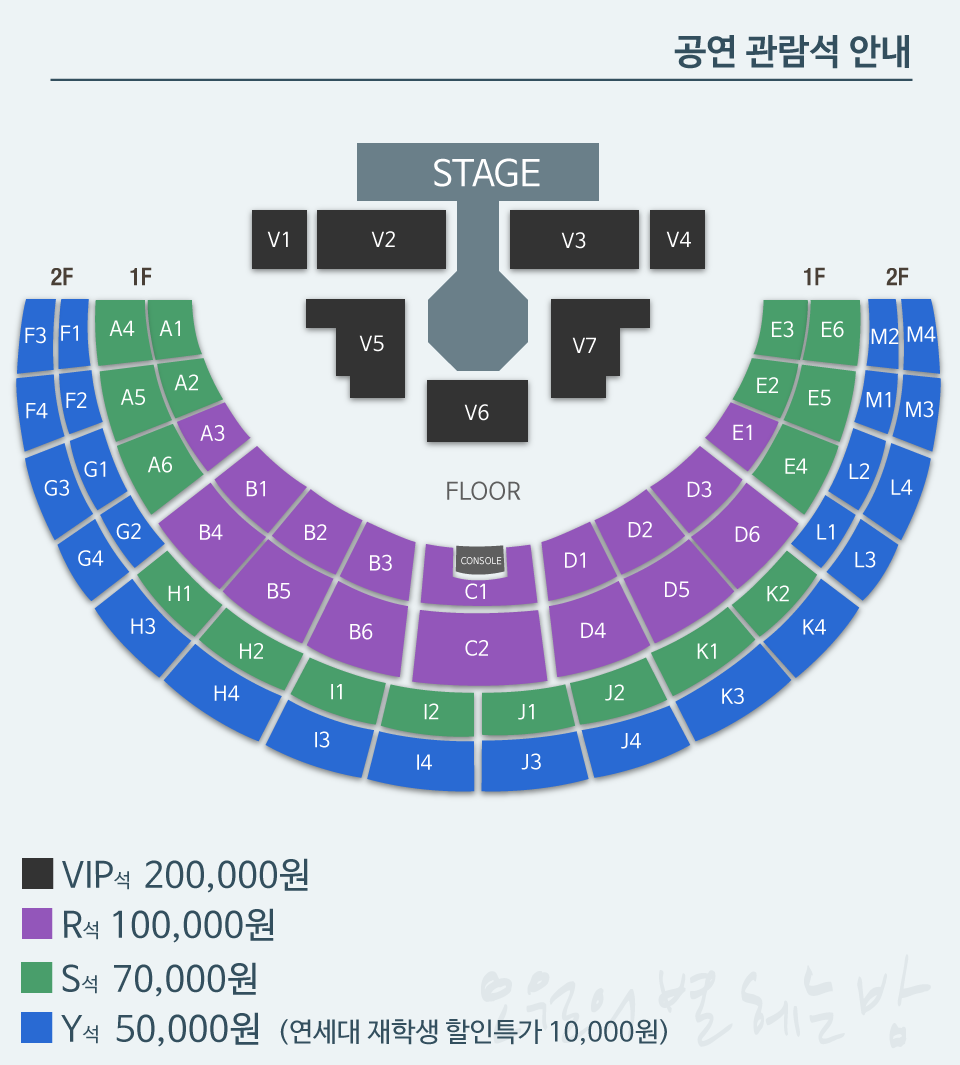 공연 관람석 안내
STAGE
V1 V2 V3 V4
2F 1F 1F 2F
F3 F1 A4 A1 E3 E6 M2 M4
V5 V7
F4 F2 A5 A2 E2 E5 M1 M3
V6
A3 E1
G3 G1 A6 E4 L2 L4
FLOOR
B1 D3
G4 G2 B4 B2 D2 D6 L1 L3
B3 CONSOLE D1
H1 B5 C1 D5 K2
H3 B6 D4 K4
H2 C2 K1
H4 I1 J2 K3
I2 J1
I3 J4
I4 J3
VIP석 200,000원
R석 100,000원
S석 70,000원
Y석 50,000원 (연세대 재학생 할인특가 10,000원)
오월의 별 헤는 밤